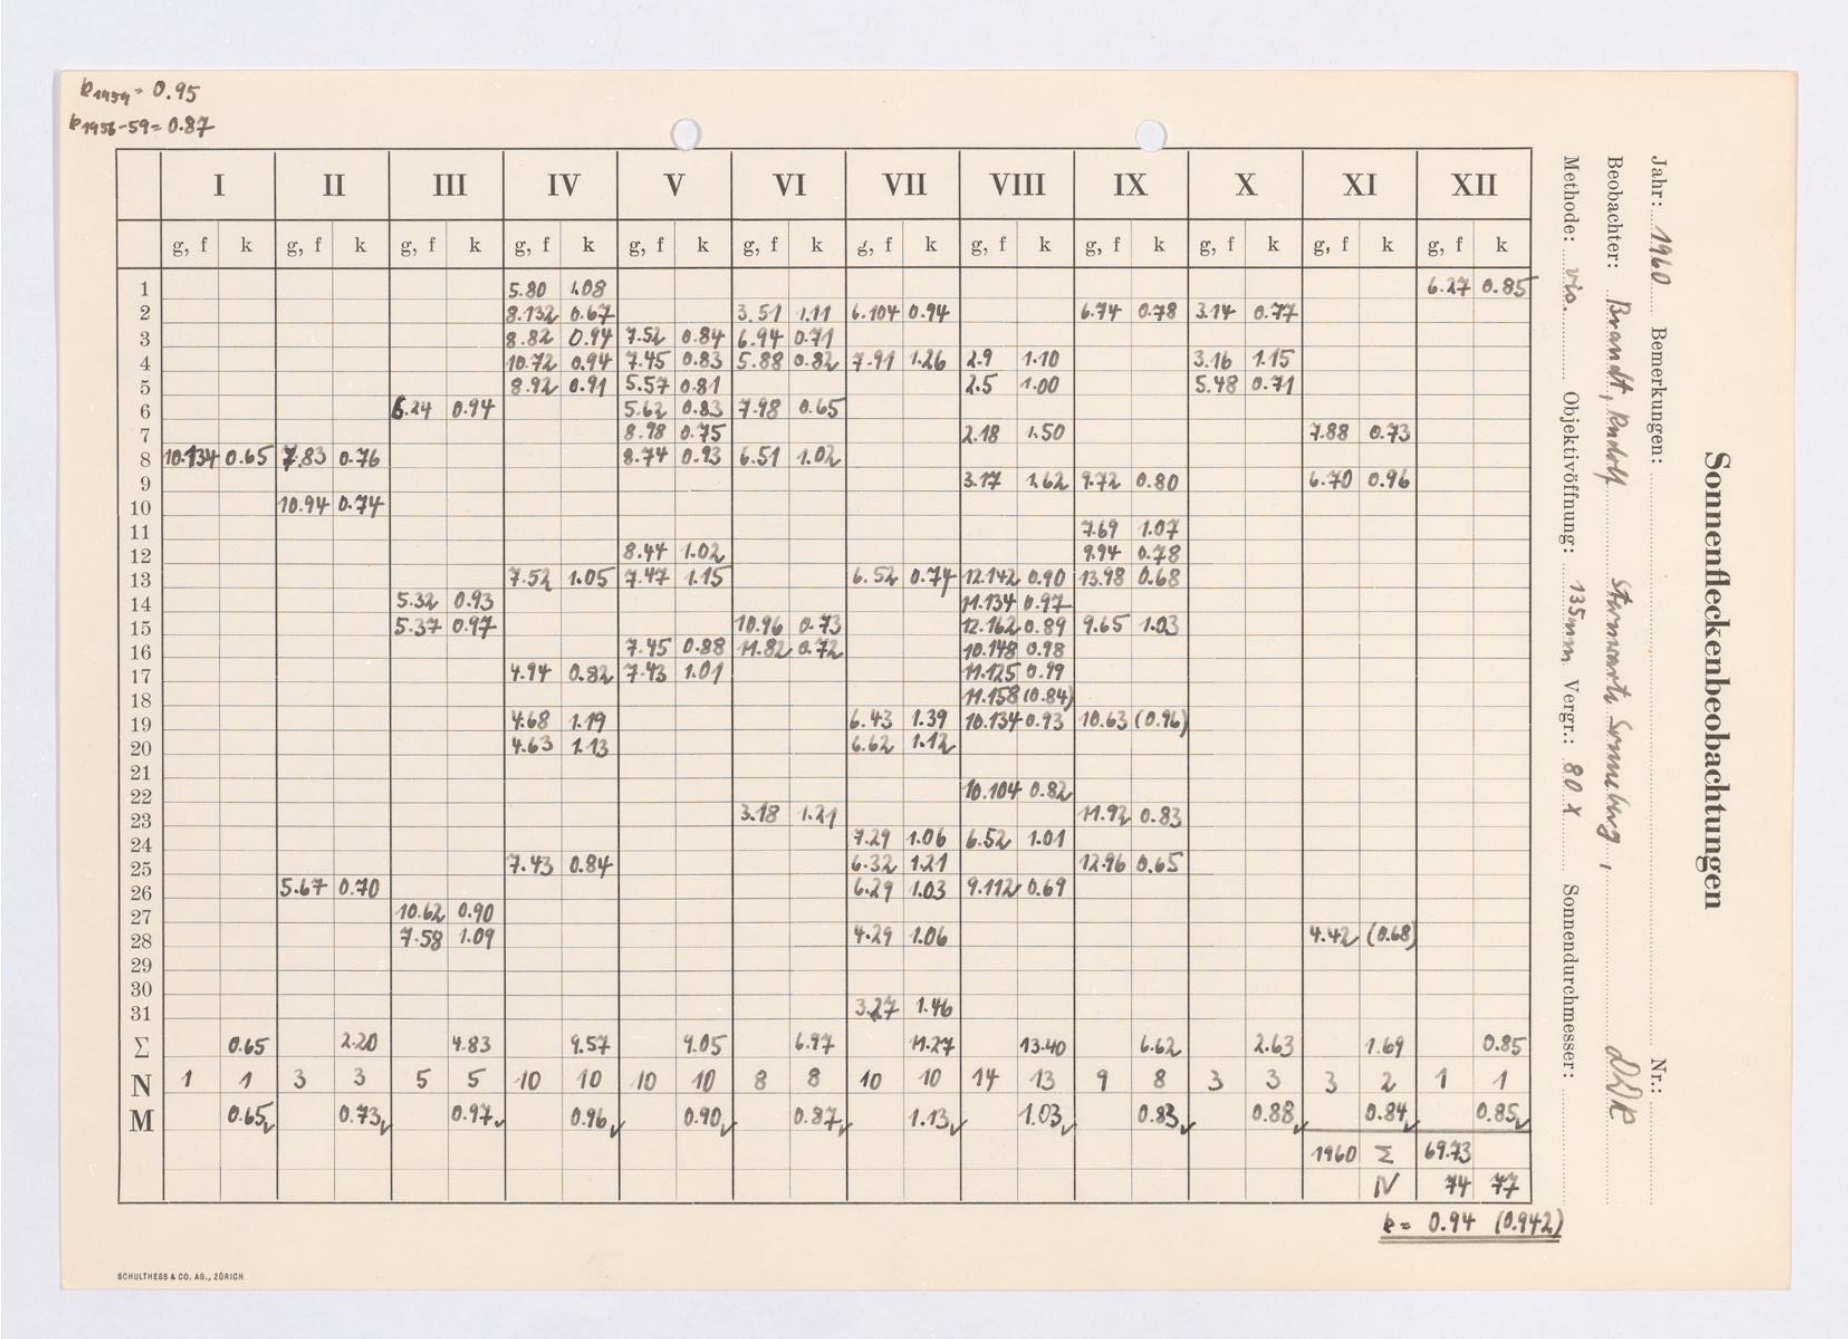 k1959= 0.95
k1956-59= 0.87
Sonnenfleckenbeobachtungen
Jahr: 1960 Bemerkungen: Nr.:
Beobachter: Brandt, Rudolf Sternwarte Sonneberg, DDR
Methode: vis. Objektivöffnung: 135mm Vergr.: 80 x Sonnendurchmesser:
I II III IV V VI VII VIII IX X XI XII
g, f k g, f k g, f k g, f k g, f k g, f k g, f k g, f k g, f k g, f k g, f k g, f k
1 5.80 1.08 6.27 0.85
2 8.132 0.67 3.51 1.11 6.104 0.94 6.74 0.78 3.14 0.77
3 8.82 0.94 7.52 0.84 6.94 0.71
4 10.72 0.94 7.45 0.83 5.88 0.82 7.91 1.26 2.9 1.10 3.16 1.15
5 8.92 0.91 5.57 0.81 2.5 1.00 5.48 0.71
6 6.24 0.94 5.62 0.83 7.98 0.65
7 8.98 0.75 2.18 1.50 7.88 0.73
8 10.134 0.65 7.83 0.76 8.74 0.93 6.51 1.02
9 3.17 1.62 9.72 0.80 6.70 0.96
10 10.94 0.74
11 7.69 1.07
12 8.44 1.02 9.94 0.78
13 7.52 1.05 7.47 1.15 6.52 0.74 12.142 0.90 13.98 0.68
14 5.32 0.93 11.134 0.97
15 5.37 0.97 10.96 0.73 12.162 0.89 9.65 1.03
16 7.45 0.88 11.82 0.72 10.148 0.98
17 4.94 0.82 7.43 1.01 11.125 0.99
18 11.158 (0.84)
19 4.68 1.19 6.43 1.39 10.134 0.93 10.63 (0.96)
20 4.63 1.13 6.62 1.12
21
22 10.104 0.82
23 3.18 1.21 11.92 0.83
24 7.29 1.06 6.52 1.01
25 7.43 0.84 6.32 1.21 12.96 0.65
26 5.67 0.70 6.29 1.03 9.112 0.69
27 10.62 0.90
28 7.58 1.09 4.29 1.06 4.42 (0.68)
29
30
31 3.27 1.46
Σ 0.65 2.20 4.83 9.57 9.05 6.97 11.27 13.40 6.62 2.63 1.69 0.85
N 1 1 3 3 5 5 10 10 10 10 8 8 10 10 14 13 9 8 3 3 3 2 1 1
M 0.65✓ 0.73✓ 0.97✓ 0.96✓ 0.90✓ 0.87✓ 1.13✓ 1.03✓ 0.83✓ 0.88✓ 0.84✓ 0.85✓
1960 Σ 69.73
N 74 77
k= 0.94 (0.942)
SCHULTHESS & CO. AG., ZÜRICH